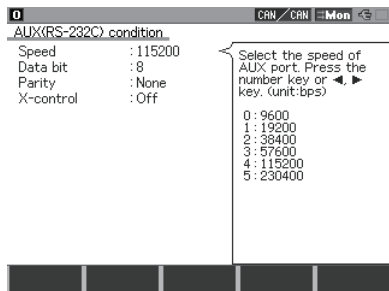 0 CAN/CAN Mon
AUX(RS-232C) condition
Speed :115200
Data bit :8
Parity :None
X-control :Off
Select the speed of
AUX port. Press the
number key or ◀, ▶
key. (unit:bps)
0:9600
1:19200
2:38400
3:57600
4:115200
5:230400